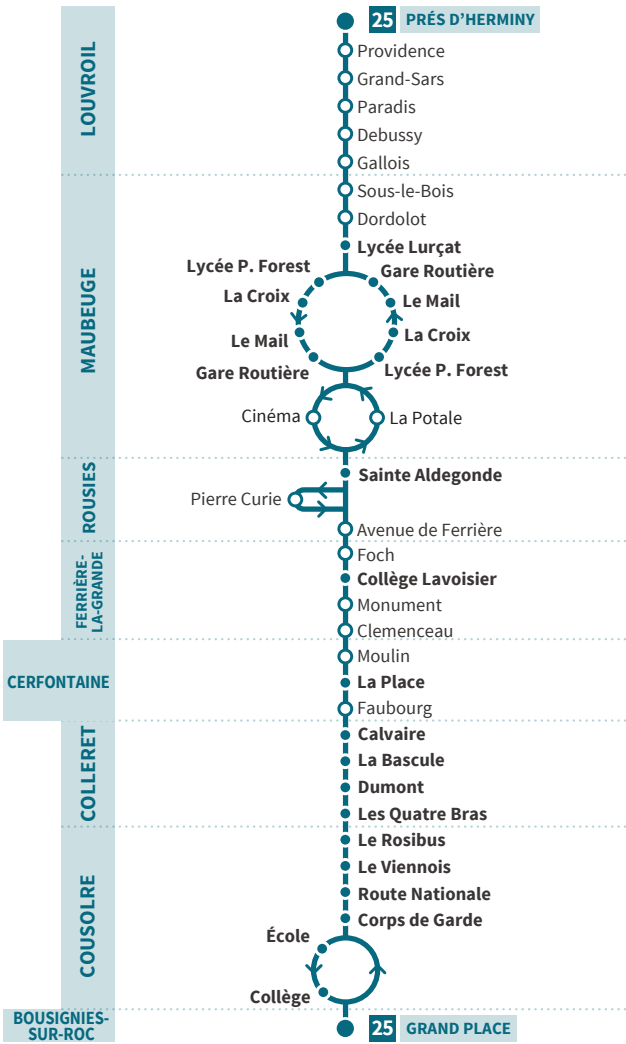 LOUVROIL
25 PRÉS D'HERMINY
Providence
Grand-Sars
Paradis
Debussy
Gallois
MAUBEUGE
Sous-le-Bois
Dordolot
Lycée Lurçat
Lycée P. Forest
Gare Routière
La Croix
Le Mail
Le Mail
La Croix
Gare Routière
Lycée P. Forest
Cinéma
La Potale
ROUSIES
Sainte Aldegonde
Pierre Curie
Avenue de Ferrière
FERRIÈRE-
LA-GRANDE
Foch
Collège Lavoisier
Monument
Clemenceau
CERFONTAINE
Moulin
La Place
Faubourg
COLLERET
Calvaire
La Bascule
Dumont
Les Quatre Bras
COUSOLRE
Le Rosibus
Le Viennois
Route Nationale
Corps de Garde
École
Collège
BOUSIGNIES-
SUR-ROC
25 GRAND PLACE